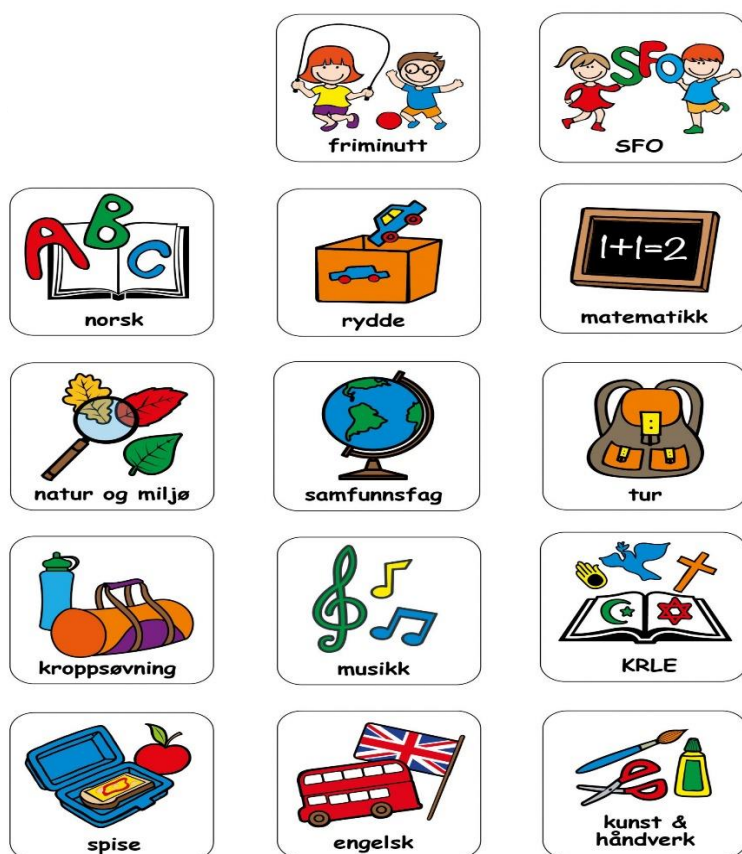 friminutt
SFO
SFO
ABC
norsk
rydde
1+1=2
matematikk
natur og miljø
samfunnsfag
tur
kroppsøvning
musikk
KRLE
spise
engelsk
kunst &
håndverk